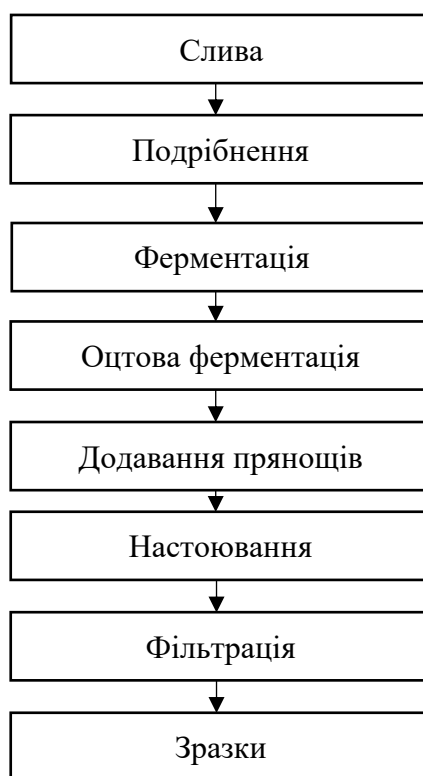 Слива
Подрібнення
Ферментація
Оцтова ферментація
Додавання прянощів
Настоювання
Фільтрація
Зразки